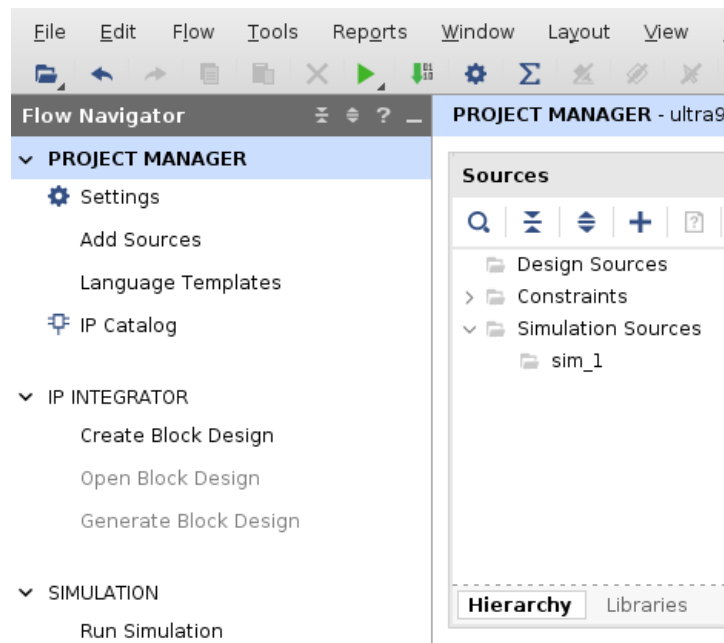 File Edit Flow Tools Reports Window Layout View
Flow Navigator ?
PROJECT MANAGER - ultra9
PROJECT MANAGER
Settings
Add Sources
Language Templates
IP Catalog
IP INTEGRATOR
Create Block Design
Open Block Design
Generate Block Design
SIMULATION
Run Simulation
Sources
?
Design Sources
Constraints
Simulation Sources
sim_1
Hierarchy Libraries